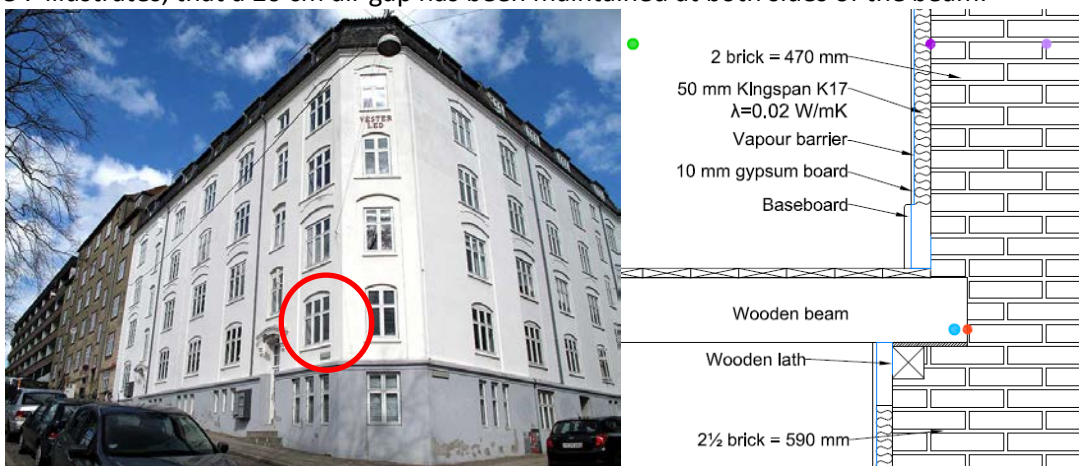 illustrates, that a 20 cm air gap has been maintained at both sides of the beam.
VESTER
LED
2 brick = 470 mm
50 mm KIngspan K17
λ=0.02 W/mK
Vapour barrier
10 mm gypsum board
Baseboard
Wooden beam
Wooden lath
2½ brick = 590 mm